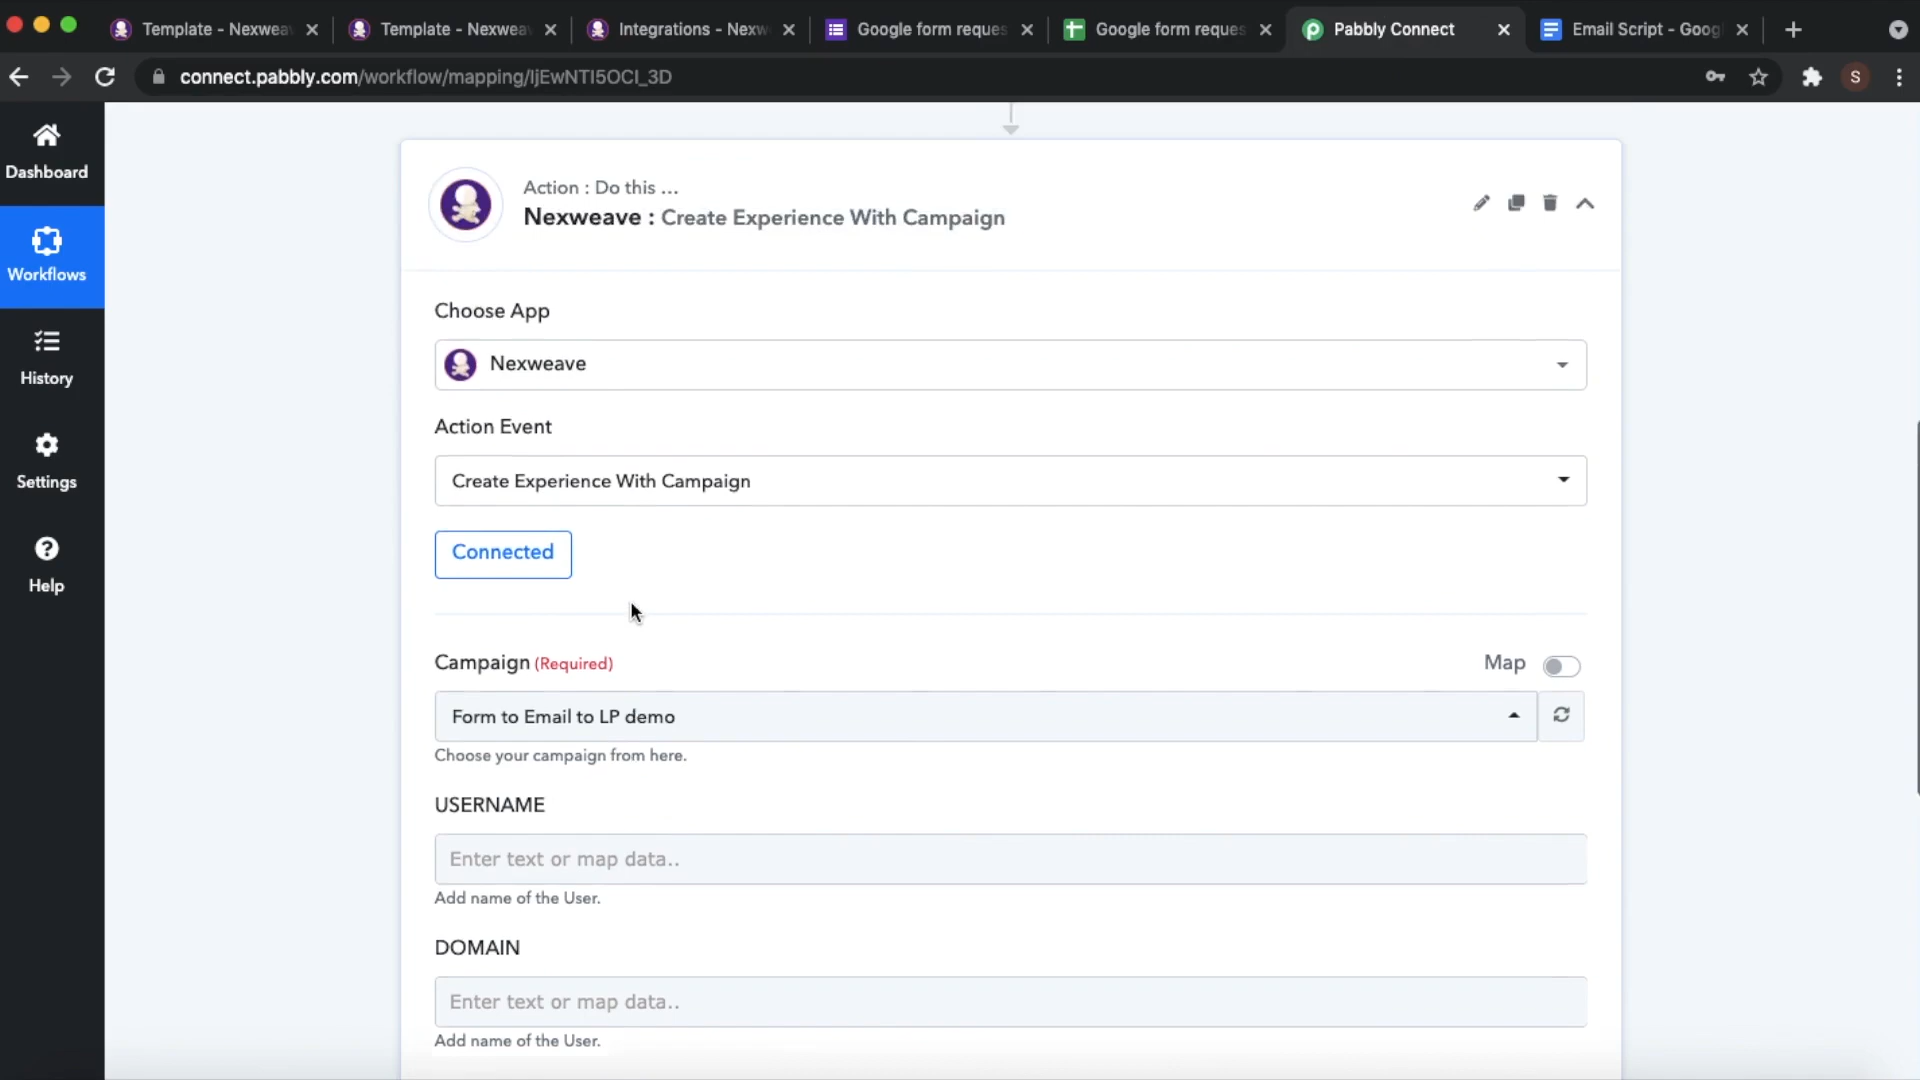 Template - Nexweav
Template - Nexweav
Integrations - Nexw
Google form reques
Google form reques
Pabbly Connect
Email Script - Goog
connect.pabbly.com/workflow/mapping/IjEwNTI5OCI_3D
S
Dashboard
Workflows
History
Settings
Help
Action : Do this ...
Nexweave : Create Experience With Campaign
Choose App
Nexweave
Action Event
Create Experience With Campaign
Connected
Campaign (Required)
Map
Form to Email to LP demo
Choose your campaign from here.
USERNAME
Enter text or map data..
Add name of the User.
DOMAIN
Enter text or map data..
Add name of the User.